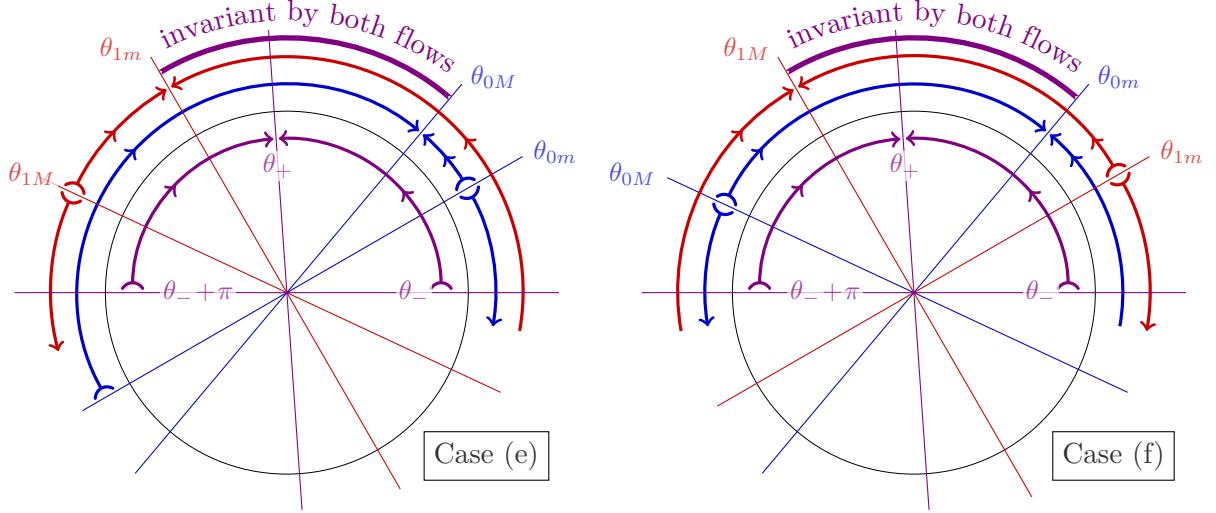 invariant by both flows
θ₁ₘ
θ₀M
θ₀ₘ
θ₁M
θ₊
θ₋+π
θ₋
Case (e)
invariant by both flows
θ₁M
θ₀ₘ
θ₁ₘ
θ₀M
θ₊
θ₋+π
θ₋
Case (f)